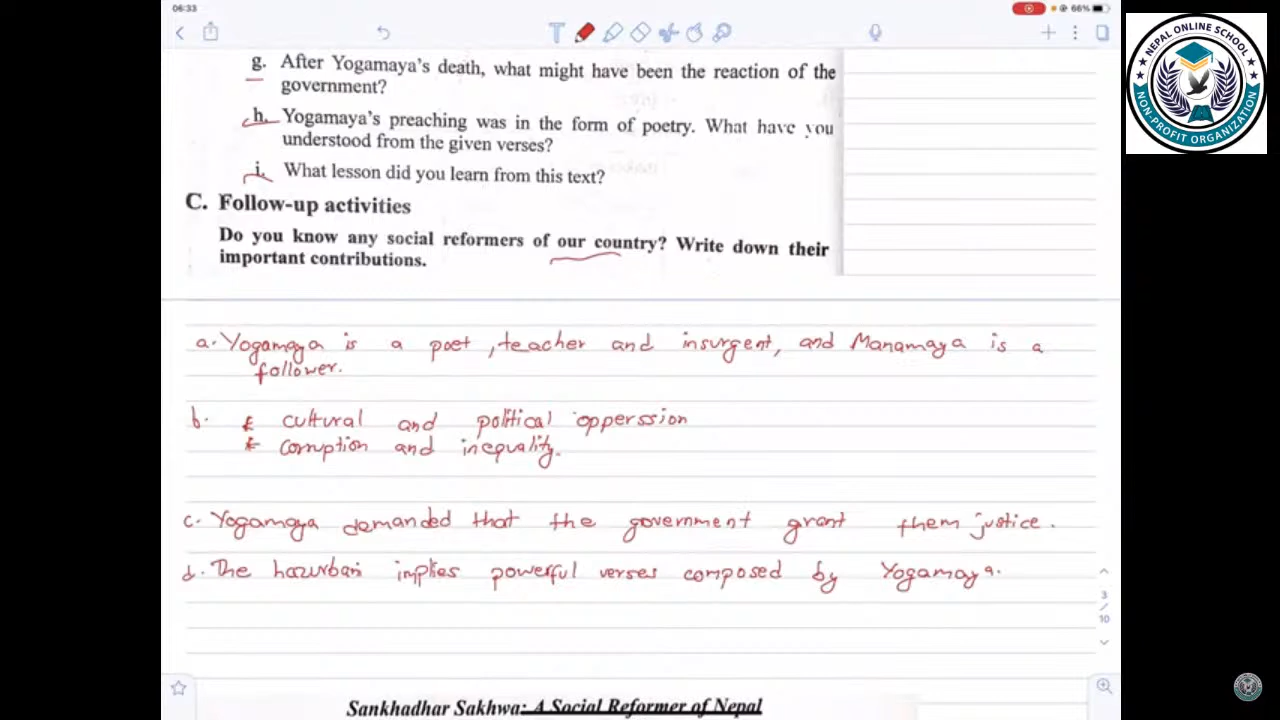 06:33
66%
NEPAL ONLINE SCHOOL
NON-PROFIT ORGANIZATION
g. After Yogamaya's death, what might have been the reaction of the
government?
h. Yogamaya's preaching was in the form of poetry. What have you
understood from the given verses?
i. What lesson did you learn from this text?
C. Follow-up activities
Do you know any social reformers of our country? Write down their
important contributions.
a. Yogamaya is a poet, teacher and insurgent, and Manamaya is a
follower.
b. * cultural and political opperssion
* corruption and inequality.
c. Yogamaya demanded that the government grant them justice.
d. The hazurbani implies powerful verses composed by Yogamaya.
3
/
10
Sankhadhar Sakhwa: A Social Reformer of Nepal